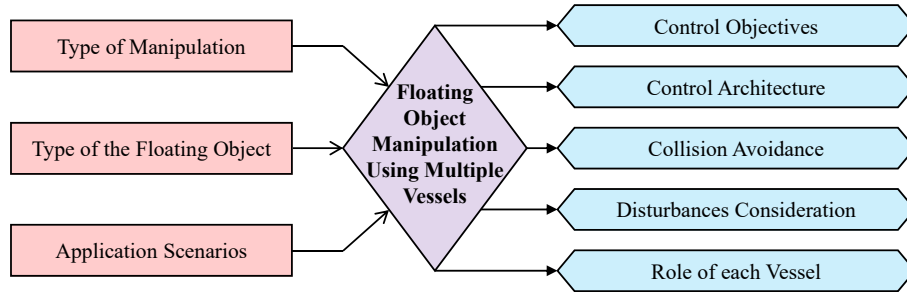 Type of Manipulation
Type of the Floating Object
Application Scenarios
Floating
Object
Manipulation
Using Multiple
Vessels
Control Objectives
Control Architecture
Collision Avoidance
Disturbances Consideration
Role of each Vessel